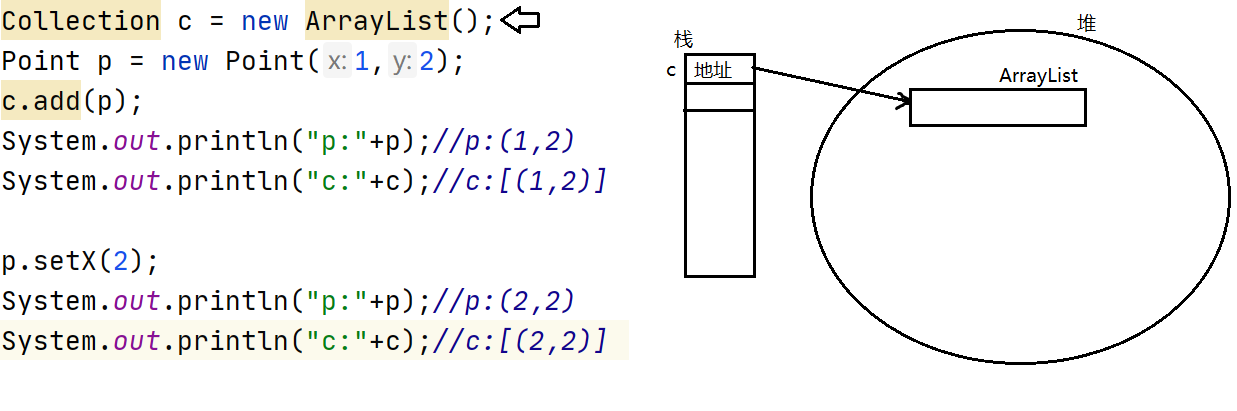 Collection c = new ArrayList();
Point p = new Point(x:1,y:2);
c.add(p);
System.out.println("p:"+p);//p:(1,2)
System.out.println("c:"+c);//c:[(1,2)]
p.setX(2);
System.out.println("p:"+p);//p:(2,2)
System.out.println("c:"+c);//c:[(2,2)]
栈
c 地址
堆
ArrayList